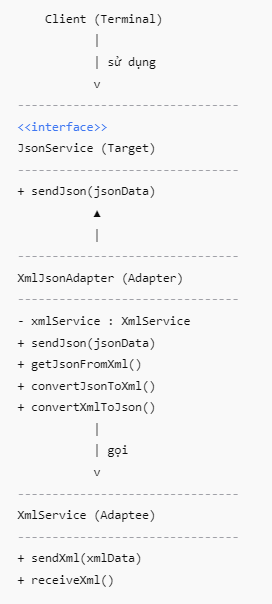 Client (Terminal)
|
| sử dụng
v
-------------------------------
<<interface>>
JsonService (Target)
-------------------------------
+ sendJson(jsonData)
▲
|
-------------------------------
XmlJsonAdapter (Adapter)
-------------------------------
- xmlService : XmlService
+ sendJson(jsonData)
+ getJsonFromXml()
+ convertJsonToXml()
+ convertXmlToJson()
|
| gọi
v
-------------------------------
XmlService (Adaptee)
-------------------------------
+ sendXml(xmlData)
+ receiveXml()